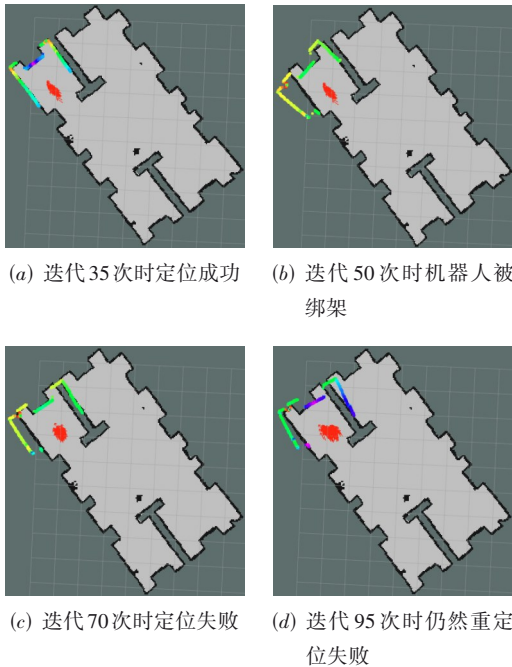 (a) 迭代35次时定位成功
(b) 迭代50次时机器人被
绑架
(c) 迭代70次时定位失败
(d) 迭代95次时仍然重定
位失败